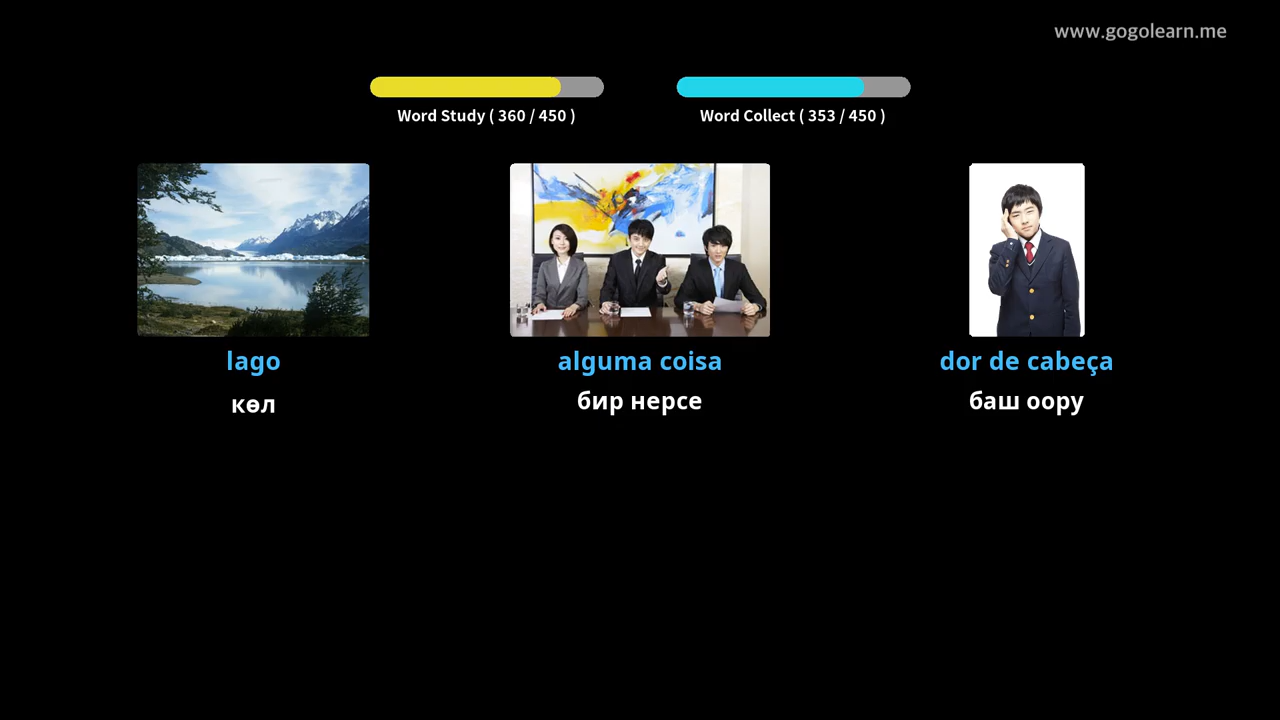 www.gogolearn.me
Word Study ( 360 / 450 )
Word Collect ( 353 / 450 )
lago
alguma coisa
dor de cabeça
көл
бир нерсе
баш оору